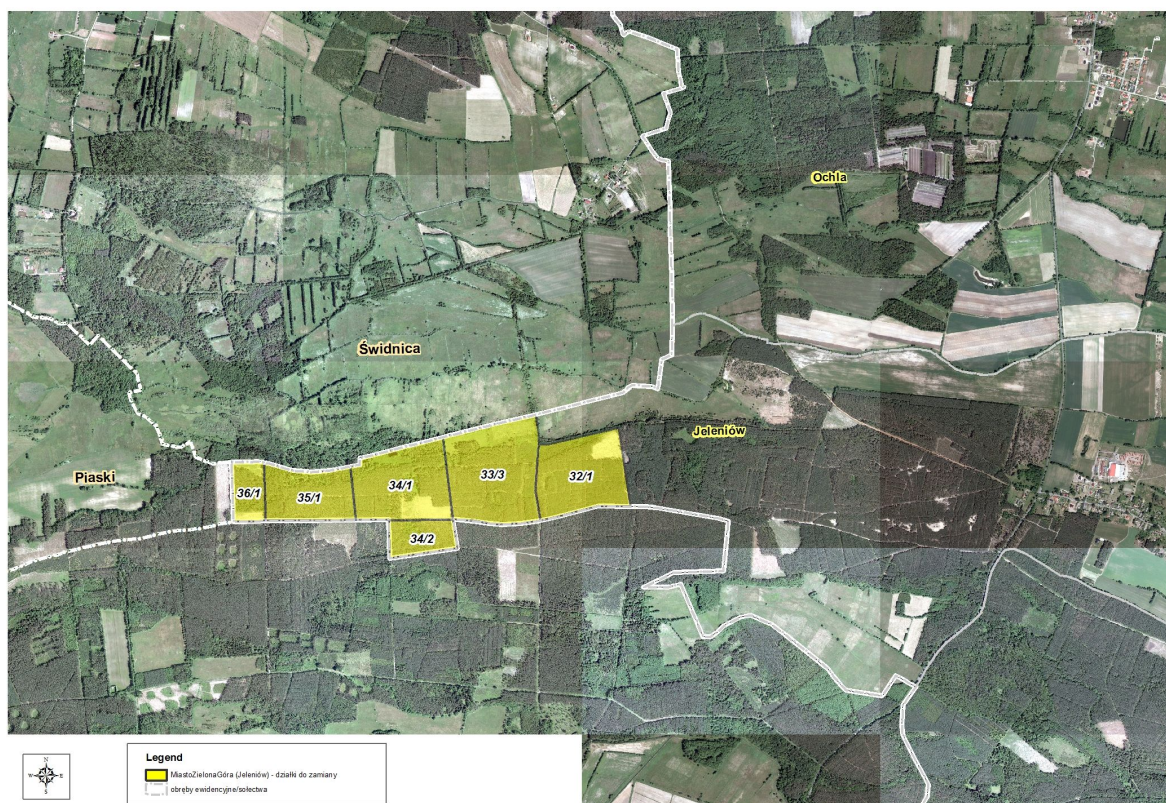 Ochla
Świdnica
Jeleniów
Piaski
36/1
35/1
34/1
33/3
32/1
34/2
N
W
E
S
Legend
MiastoZielonaGóra (Jeleniów) - działki do zamiany
obręby ewidencyjne/sołectwa